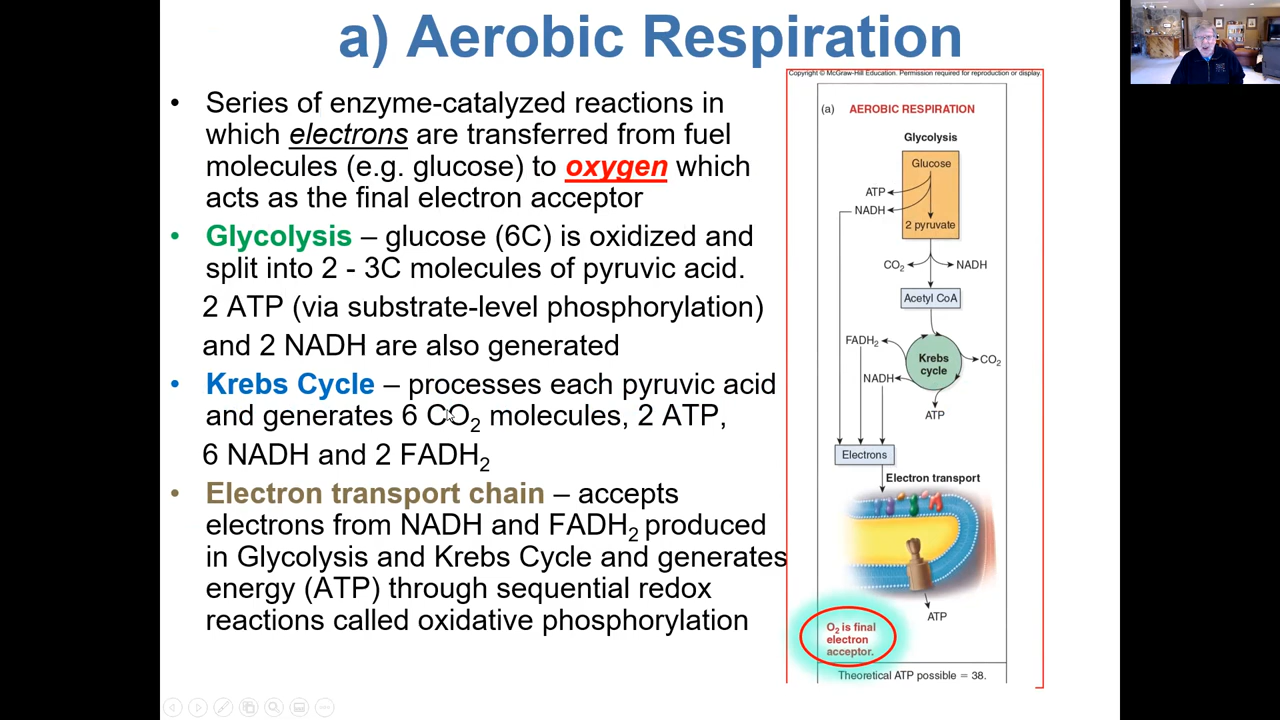 a) Aerobic Respiration
• Series of enzyme-catalyzed reactions in
which electrons are transferred from fuel
molecules (e.g. glucose) to oxygen which
acts as the final electron acceptor
• Glycolysis – glucose (6C) is oxidized and
split into 2 - 3C molecules of pyruvic acid.
2 ATP (via substrate-level phosphorylation)
and 2 NADH are also generated
• Krebs Cycle – processes each pyruvic acid
and generates 6 CO₂ molecules, 2 ATP,
6 NADH and 2 FADH₂
• Electron transport chain – accepts
electrons from NADH and FADH₂ produced
in Glycolysis and Krebs Cycle and generates
energy (ATP) through sequential redox
reactions called oxidative phosphorylation
Copyright © McGraw-Hill Education. Permission required for reproduction or display.
(a) AEROBIC RESPIRATION
Glycolysis
Glucose
ATP
NADH
2 pyruvate
CO₂ NADH
Acetyl CoA
FADH₂
Krebs
cycle
CO₂
NADH
ATP
Electrons
Electron transport
ATP
O₂ is final
electron
acceptor.
Theoretical ATP possible = 38.